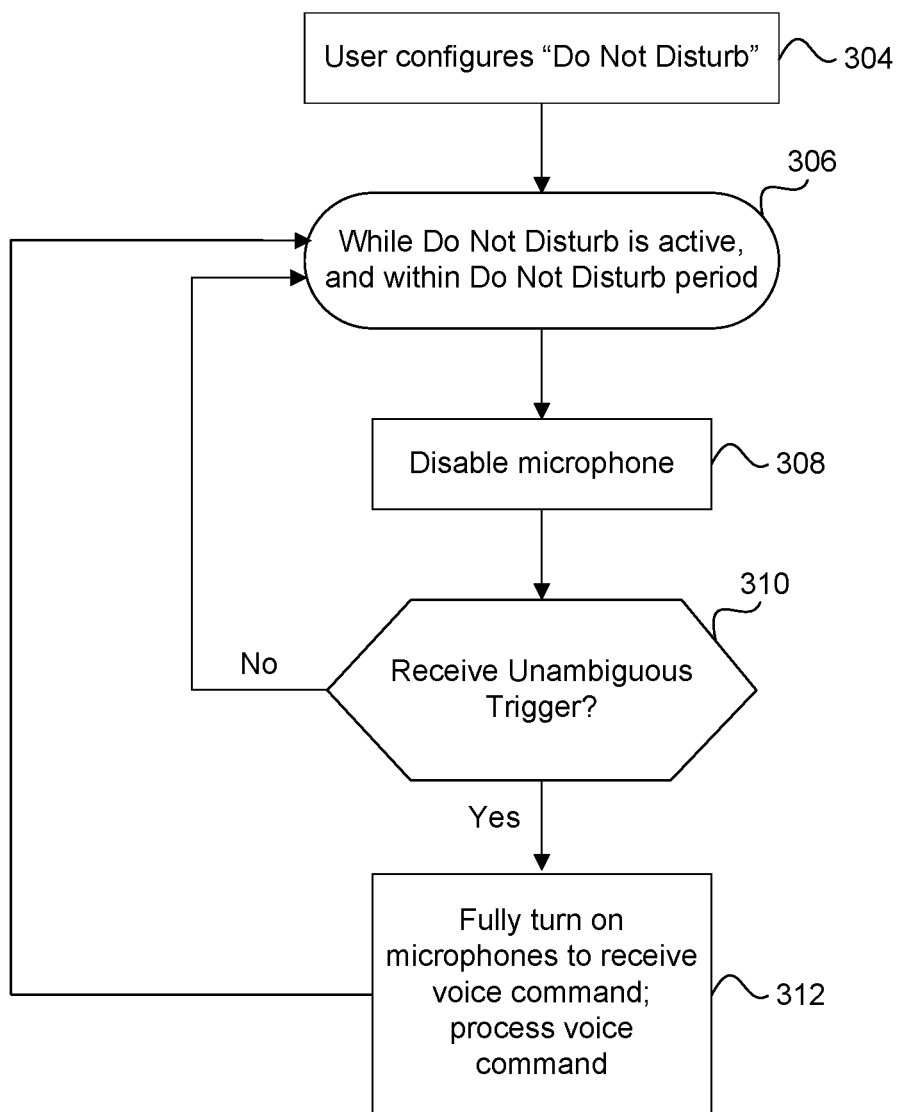 User configures “Do Not Disturb”
304
306
While Do Not Disturb is active,
and within Do Not Disturb period
Disable microphone
308
310
Receive Unambiguous
Trigger?
No
Yes
Fully turn on
microphones to receive
voice command;
process voice
command
312